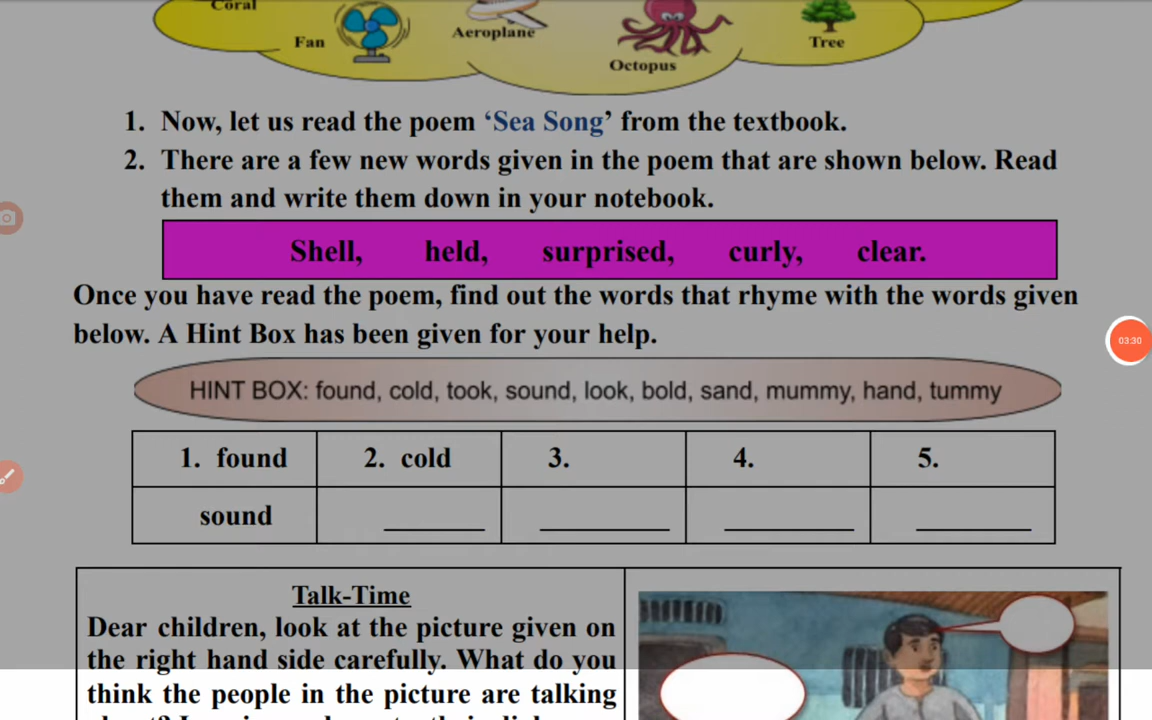 Coral
Fan
Aeroplane
Octopus
Tree
1. Now, let us read the poem ‘Sea Song’ from the textbook.
2. There are a few new words given in the poem that are shown below. Read
them and write them down in your notebook.
Shell, held, surprised, curly, clear.
Once you have read the poem, find out the words that rhyme with the words given
below. A Hint Box has been given for your help.
03:30
HINT BOX: found, cold, took, sound, look, bold, sand, mummy, hand, tummy
1. found 2. cold 3. 4. 5.
sound
Talk-Time
Dear children, look at the picture given on
the right hand side carefully. What do you
think the people in the picture are talking